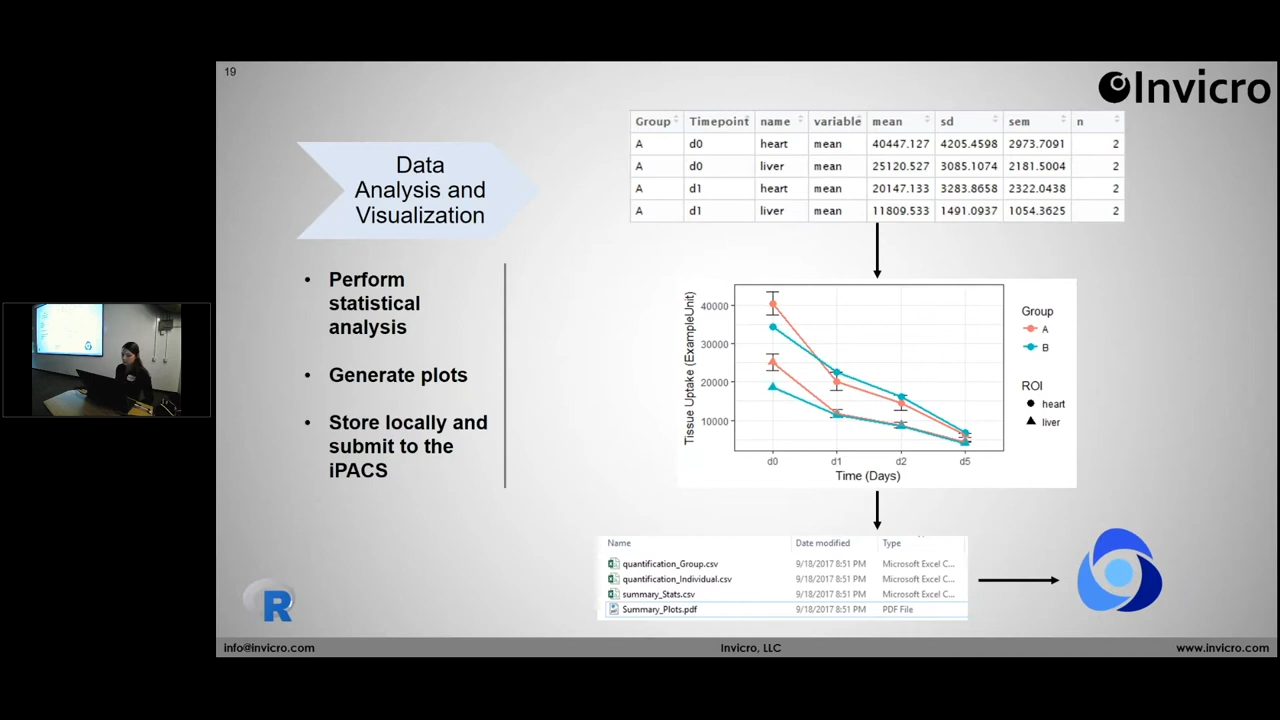 19
Invicro
Data
Analysis and
Visualization
• Perform
statistical
analysis
• Generate plots
• Store locally and
submit to the
iPACS
Group Timepoint name variable mean sd sem n
A d0 heart mean 40447.127 4205.4598 2973.7091 2
A d0 liver mean 25120.527 3085.1074 2181.5004 2
A d1 heart mean 20147.133 3283.8658 2322.0438 2
A d1 liver mean 11809.533 1491.0937 1054.3625 2
Tissue Uptake (ExampleUnit)
40000
30000
20000
10000
d0 d1 d2 d5
Time (Days)
Group
A
B
ROI
heart
liver
Name Date modified Type
quantification_Group.csv 9/18/2017 8:51 PM Microsoft Excel C...
quantification_Individual.csv 9/18/2017 8:51 PM Microsoft Excel C...
summary_Stats.csv 9/18/2017 8:51 PM Microsoft Excel C...
Summary_Plots.pdf 9/18/2017 8:51 PM PDF File
R
info@invicro.com Invicro, LLC www.invicro.com